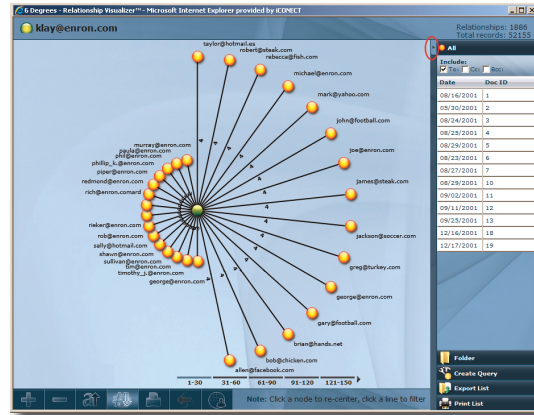 6 Degrees - Relationship Visualizer™ - Microsoft Internet Explorer provided by iCONECT
klay@enron.com
Relationships: 1886
Total records: 52155
taylor@hotmail.es
robert@steak.com
rebecca@fish.com
michael@enron.com
mark@yahoo.com
john@football.com
joe@enron.com
james@steak.com
jackson@soccer.com
greg@turkey.com
george@enron.com
gary@football.com
brian@hands.net
bob@chicken.com
allen@facebook.com
murray@enron.com
paula@enron.com
phil@enron.com
phillip_k.@enron.com
piper@enron.com
redmond@enron.com
rich@enron.comard
rieker@enron.com
rob@enron.com
sally@hotmail.com
shawn@enron.com
sullivan@enron.com
tim@enron.com
timothy_j.@enron.com
george@enron.com
1-30 31-60 61-90 91-120 121-150
Note: Click a node to re-center, click a line to filter
All
Include:
To: Cc: Bcc:
Date Doc ID
08/16/2001 1
05/30/2001 2
08/24/2001 3
08/25/2001 4
08/29/2001 5
08/23/2001 6
08/27/2001 7
08/29/2001 10
09/02/2001 11
09/11/2001 12
09/25/2001 13
12/16/2001 18
12/17/2001 19
Folder
Create Query
Export List
Print List